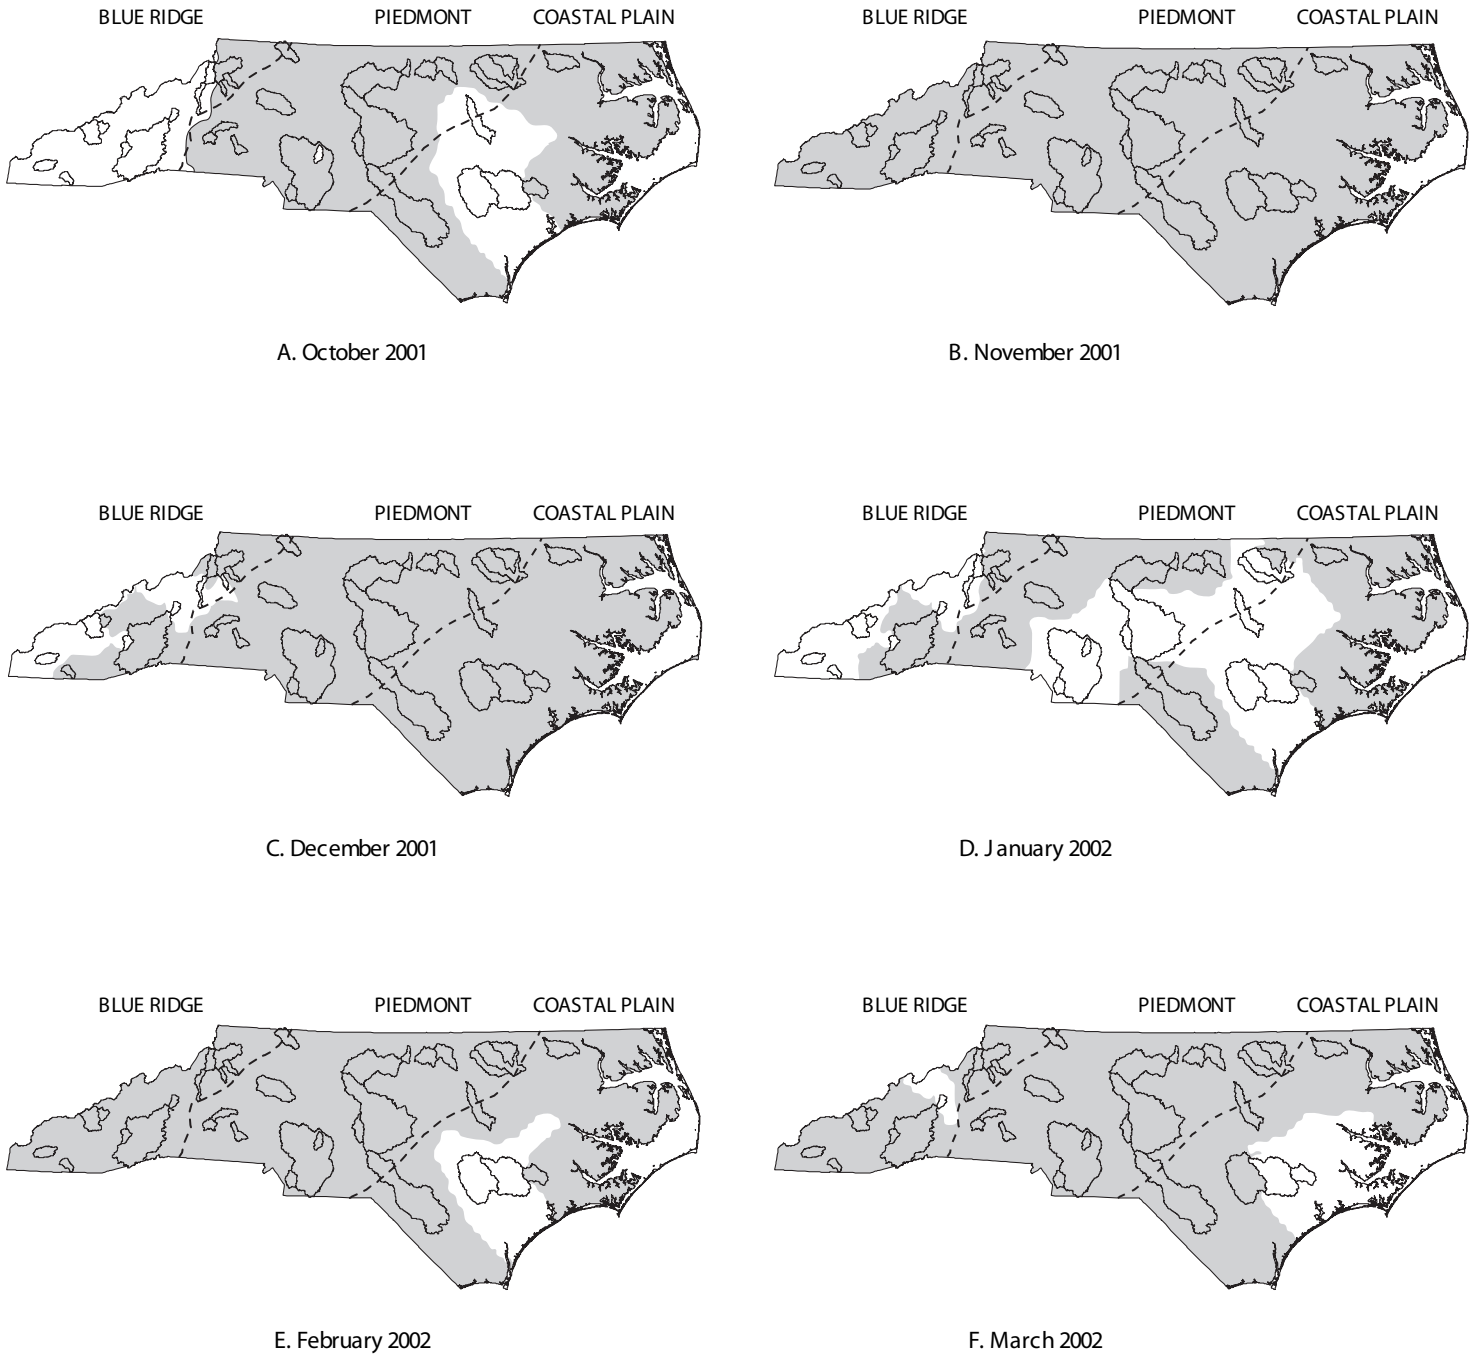 BLUE RIDGE PIEDMONT COASTAL PLAIN
BLUE RIDGE PIEDMONT COASTAL PLAIN
A. October 2001
B. November 2001
BLUE RIDGE PIEDMONT COASTAL PLAIN
BLUE RIDGE PIEDMONT COASTAL PLAIN
C. December 2001
D. January 2002
BLUE RIDGE PIEDMONT COASTAL PLAIN
BLUE RIDGE PIEDMONT COASTAL PLAIN
E. February 2002
F. March 2002